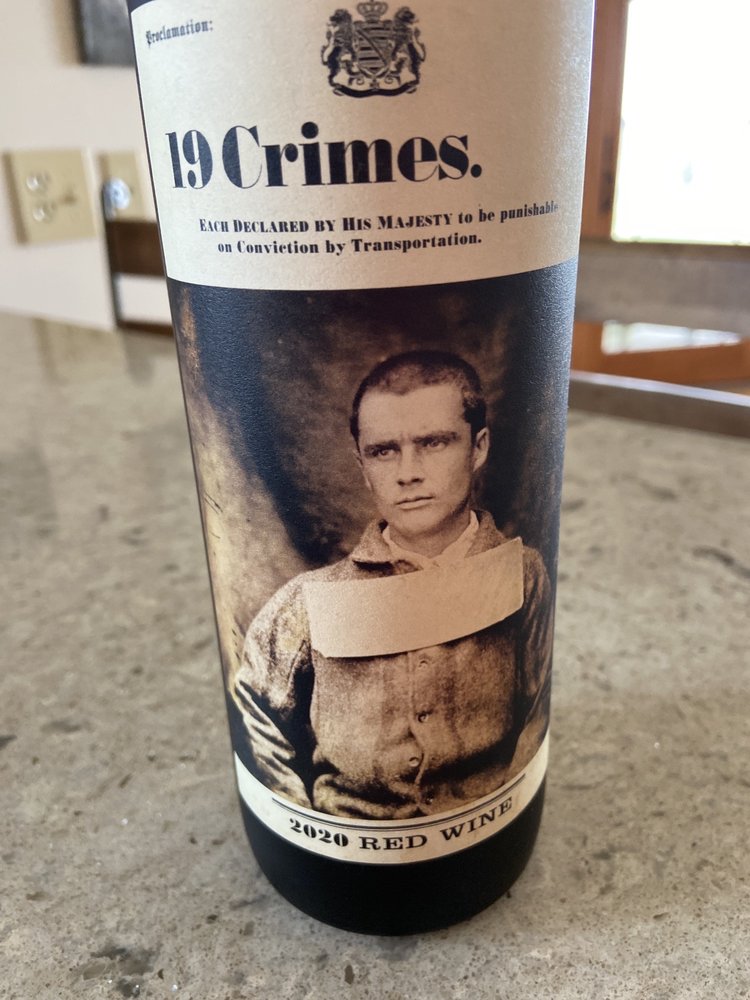 Proclamation:
19 Crimes.
EACH DECLARED BY HIS MAJESTY to be punishable
on Conviction by Transportation.
2020 RED WINE